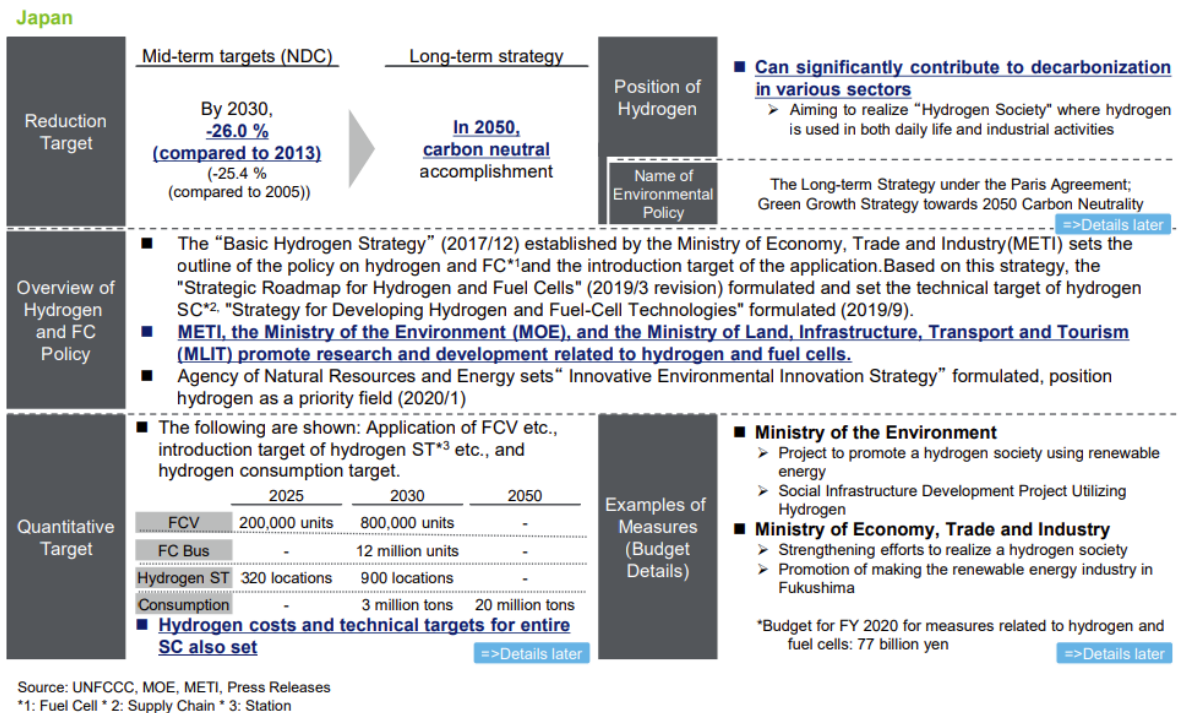 Japan
Reduction
Target
Mid-term targets (NDC)
By 2030,
-26.0 %
(compared to 2013)
(-25.4 %
(compared to 2005))
Long-term strategy
In 2050,
carbon neutral
accomplishment
Position of
Hydrogen
■ Can significantly contribute to decarbonization
in various sectors
➢ Aiming to realize “Hydrogen Society" where hydrogen
is used in both daily life and industrial activities
Name of
Environmental
Policy
The Long-term Strategy under the Paris Agreement;
Green Growth Strategy towards 2050 Carbon Neutrality
=>Details later
Overview of
Hydrogen
and FC
Policy
■ The “Basic Hydrogen Strategy” (2017/12) established by the Ministry of Economy, Trade and Industry(METI) sets the
outline of the policy on hydrogen and FC*1and the introduction target of the application.Based on this strategy, the
"Strategic Roadmap for Hydrogen and Fuel Cells" (2019/3 revision) formulated and set the technical target of hydrogen
SC*2, "Strategy for Developing Hydrogen and Fuel-Cell Technologies" formulated (2019/9).
■ METI, the Ministry of the Environment (MOE), and the Ministry of Land, Infrastructure, Transport and Tourism
(MLIT) promote research and development related to hydrogen and fuel cells.
■ Agency of Natural Resources and Energy sets“ Innovative Environmental Innovation Strategy” formulated, position
hydrogen as a priority field (2020/1)
Quantitative
Target
■ The following are shown: Application of FCV etc.,
introduction target of hydrogen ST*3 etc., and
hydrogen consumption target.
2025 2030 2050
FCV 200,000 units 800,000 units -
FC Bus - 12 million units -
Hydrogen ST 320 locations 900 locations -
Consumption - 3 million tons 20 million tons
■ Hydrogen costs and technical targets for entire
SC also set
=>Details later
Examples of
Measures
(Budget
Details)
■ Ministry of the Environment
➢ Project to promote a hydrogen society using renewable
energy
➢ Social Infrastructure Development Project Utilizing
Hydrogen
■ Ministry of Economy, Trade and Industry
➢ Strengthening efforts to realize a hydrogen society
➢ Promotion of making the renewable energy industry in
Fukushima
*Budget for FY 2020 for measures related to hydrogen and
fuel cells: 77 billion yen
=>Details later
Source: UNFCCC, MOE, METI, Press Releases
*1: Fuel Cell * 2: Supply Chain * 3: Station